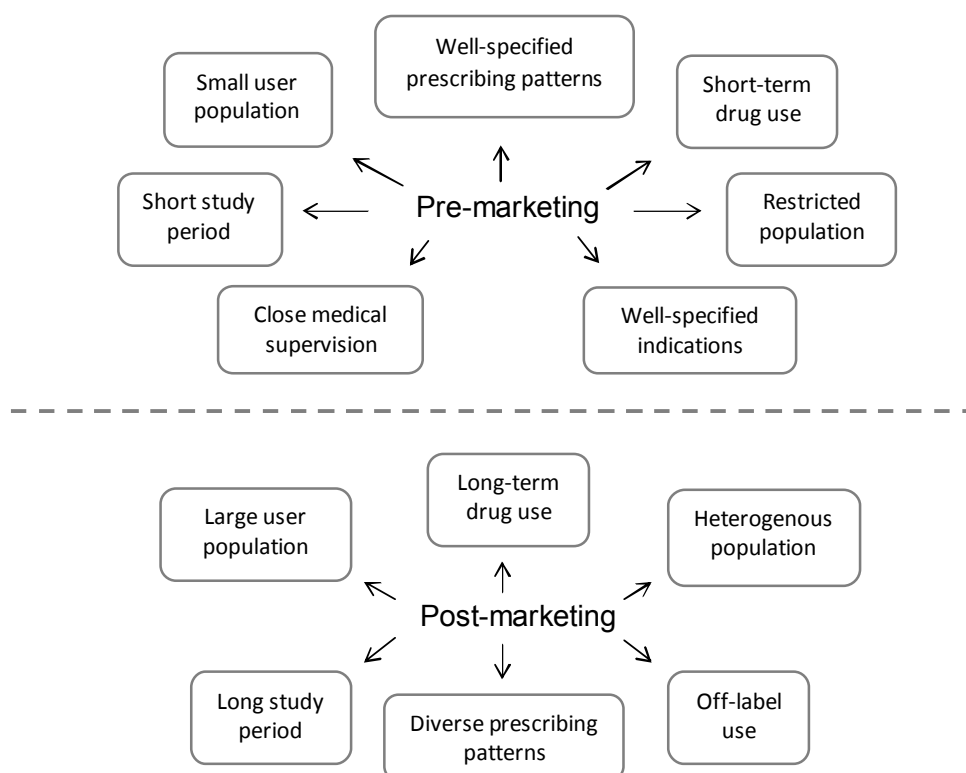 Well-specified
prescribing patterns
Small user
population
Short-term
drug use
Short study
period
Pre-marketing
Restricted
population
Close medical
supervision
Well-specified
indications
Long-term
drug use
Large user
population
Heterogenous
population
Post-marketing
Long study
period
Diverse prescribing
patterns
Off-label
use